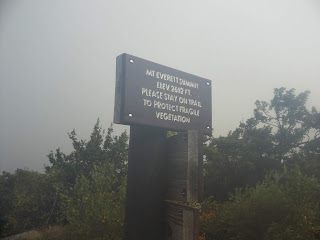 MT EVERETT SUMMIT
ELEV 2602 FT.
PLEASE STAY ON TRAIL
TO PROTECT FRAGILE
VEGETATION